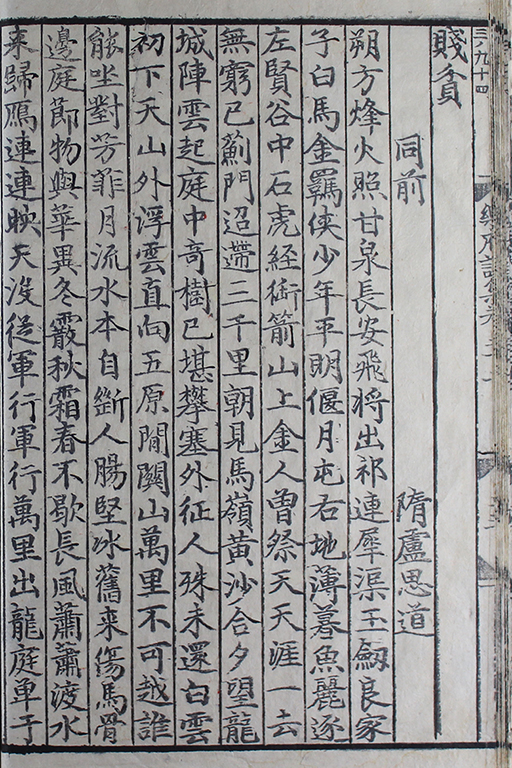 三ノ九十四
賤貧
同前 隋盧思道
朔方烽火照甘泉長安飛将出祁連犀渠玉劒良家
子白馬金羈俠少年平明偃月屯右地薄暮魚麗逐
左賢谷中石虎經銜箭山上金人曽祭天天涯一去
無窮已薊門迢遰三千里朝見馬嶺黄沙合夕望龍
城陣雲起庭中竒樹已堪攀塞外征人殊未還白雲
初下天山外浮雲直向五原間關山萬里不可越誰
能坐對芳菲月流水本自斷人腸堅冰舊来傷馬骨
邊庭節物與華異冬霰秋霜春不歇長風蕭蕭渡水
来歸鴈連連映天没從軍行軍行萬里出龍庭单于